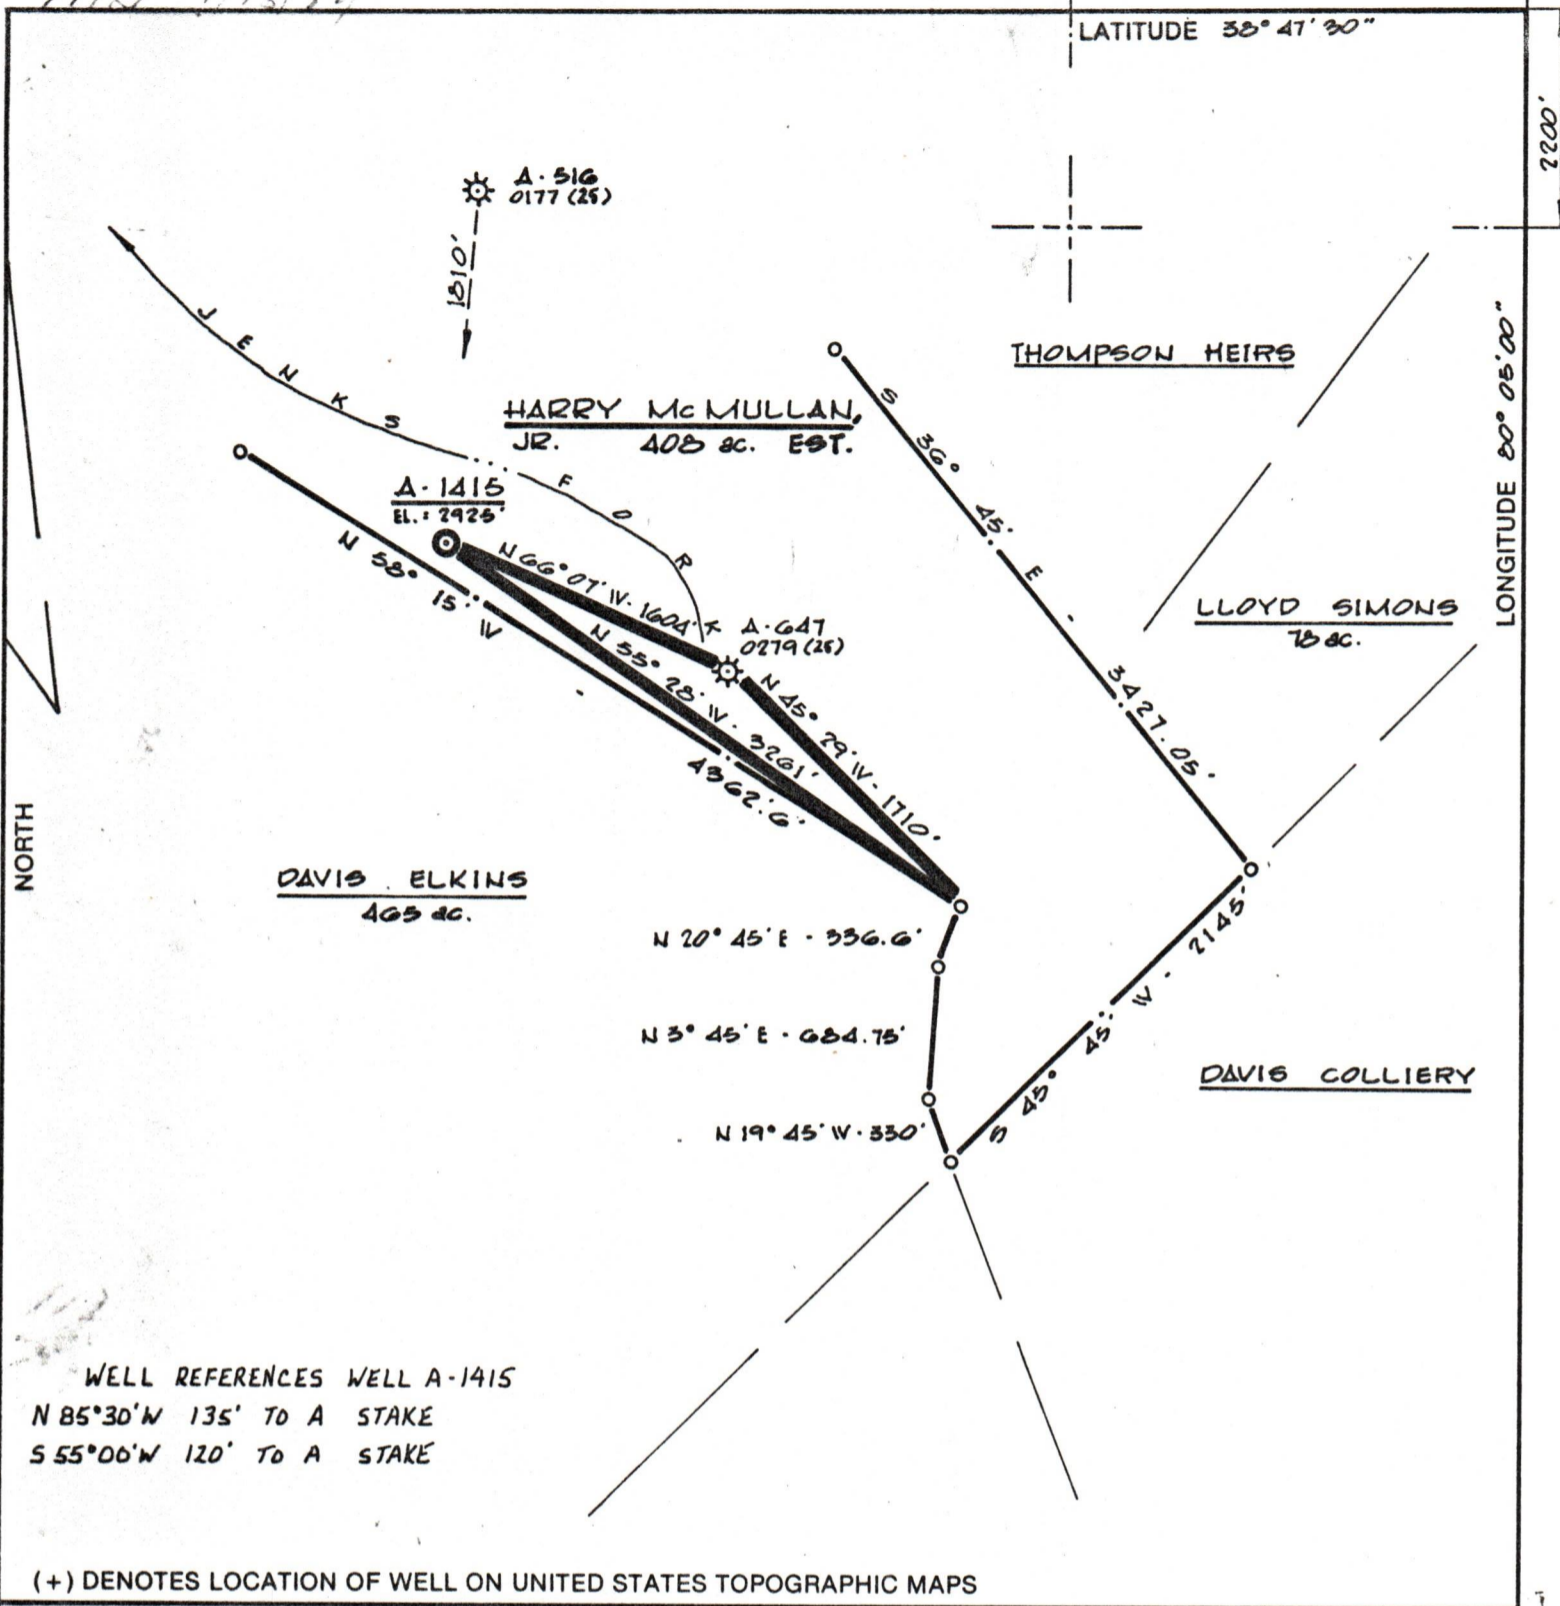 LATITUDE 38° 47' 30"
2200'
A-516
0177 (25)
1810'
JENKS FORK
THOMPSON HEIRS
LONGITUDE 80° 05' 00"
HARRY McMULLAN,
JR. 408 ac. EST.
S 36° 45' E - 3427.05'
A-1415
EL.: 2925'
N 66° 07' W - 1604'
N 58° 15' W
4362.6'
N 55° 28' W - 3261'
A-647
0279 (25)
N 45° 29' W - 1710'
LLOYD SIMONS
78 ac.
NORTH
DAVIS ELKINS
465 ac.
N 20° 45' E - 336.6'
S 45° 45' W - 2145'
N 3° 45' E - 684.75'
DAVIS COLLIERY
N 19° 45' W - 330'
WELL REFERENCES WELL A-1415
N 85°30'W 135' TO A STAKE
S 55°00'W 120' TO A STAKE
(+) DENOTES LOCATION OF WELL ON UNITED STATES TOPOGRAPHIC MAPS